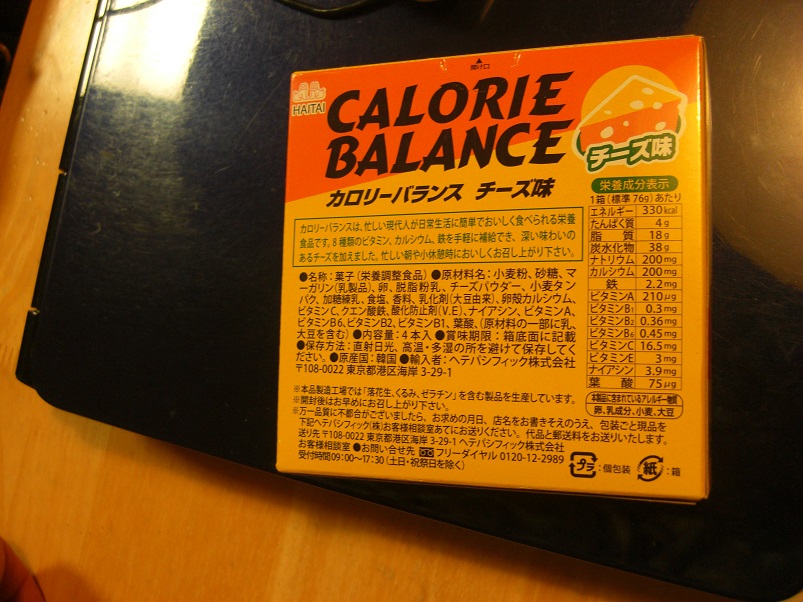 開け口
HAITAI
CALORIE
BALANCE
カロリーバランス チーズ味
チーズ味
カロリーバランスは、忙しい現代人が日常生活に簡単でおいしく食べられる栄養
食品です。8種類のビタミン、カルシウム、鉄を手軽に補給でき、深い味わいの
あるチーズを加えました。忙しい朝や小休憩時においしくお召し上がり下さい。
●名称：菓子（栄養調整食品）●原材料名：小麦粉、砂糖、マ
ーガリン（乳製品）、卵、脱脂粉乳、チーズパウダー、小麦タン
パク、加糖練乳、食塩、香料、乳化剤（大豆由来）、卵殻カルシウム、
ビタミンC、クエン酸鉄、酸化防止剤（V.E）、ナイアシン、ビタミンA、
ビタミンB6、ビタミンB2、ビタミンB1、葉酸、（原材料の一部に乳、
大豆を含む）●内容量：4本入●賞味期限：箱底面に記載
●保存方法：直射日光、高温・多湿の所を避けて保存してく
ださい。●原産国：韓国●輸入者：ヘテパシフィック株式会社
〒108-0022 東京都港区海岸 3-29-1
※本品製造工場では「落花生、くるみ、ゼラチン」を含む製品を生産しています。
※開封後はお早めにお召し上がり下さい。
※万一品質に不都合がございましたら、お求めの月日、店名をお書きそえのうえ、包装ごと現品を
下記ヘテパシフィック（株）お客様相談室あてにお送りください。代品と郵送料をお送りいたします。
送り先 〒108-0022 東京都港区海岸 3-29-1 ヘテパシフィック株式会社
お客様相談室 ●お問い合せ先 フリーダイヤル 0120-12-2989
受付時間09:00〜17:30（土日・祝祭日を除く）
栄養成分表示
1箱（標準 76g）あたり
エネルギー 330kcal
たんぱく質 4g
脂質 18g
炭水化物 38g
ナトリウム 200mg
カルシウム 200mg
鉄 2.2mg
ビタミンA 210μg
ビタミンB1 0.3mg
ビタミンB2 0.36mg
ビタミンB6 0.45mg
ビタミンC 16.5mg
ビタミンE 3mg
ナイアシン 3.9mg
葉酸 75μg
本製品に含まれているアレルギー物質
卵、乳成分、小麦、大豆
プラ：個包装 紙：箱